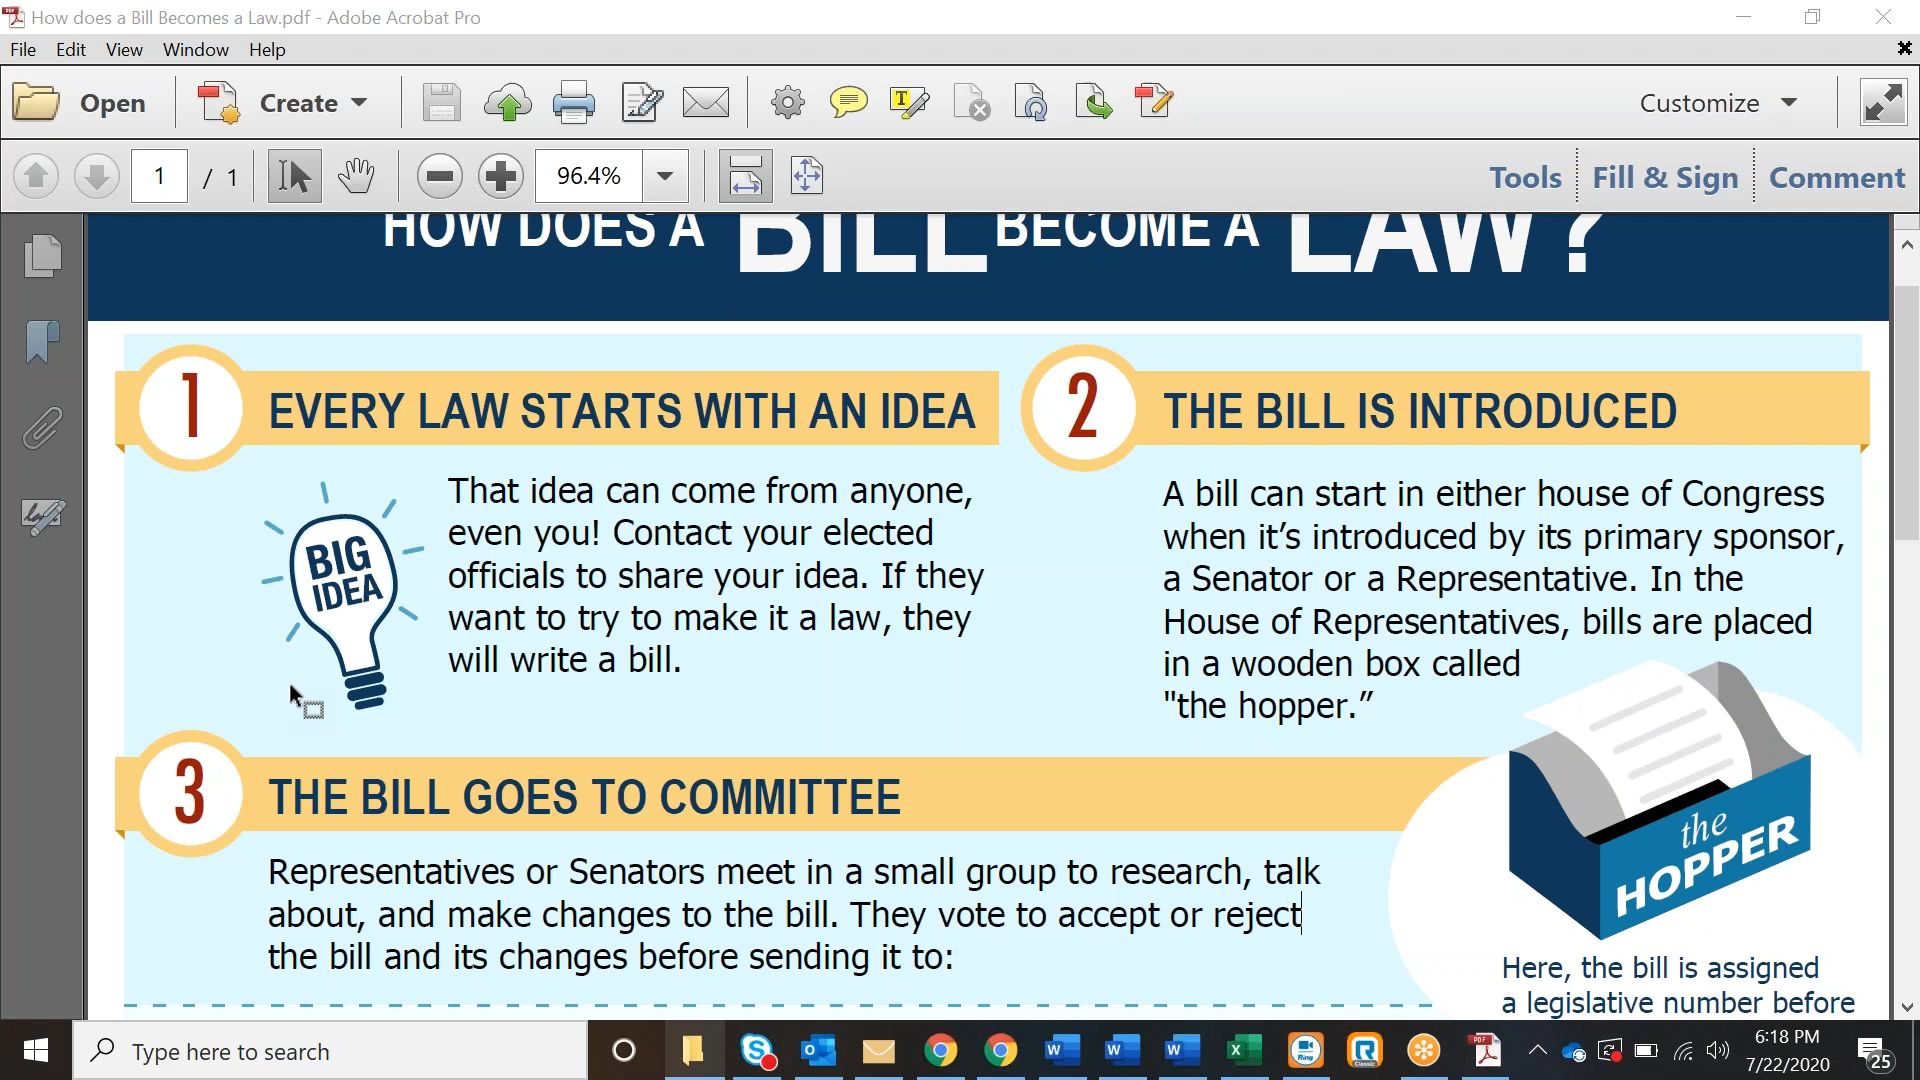 How does a Bill Becomes a Law.pdf - Adobe Acrobat Pro
File Edit View Window Help
Open Create Customize
1 / 1 96.4% Tools Fill & Sign Comment
HOW DOES A BILL BECOME A LAW?
1 EVERY LAW STARTS WITH AN IDEA
BIG
IDEA
That idea can come from anyone,
even you! Contact your elected
officials to share your idea. If they
want to try to make it a law, they
will write a bill.
2 THE BILL IS INTRODUCED
A bill can start in either house of Congress
when it’s introduced by its primary sponsor,
a Senator or a Representative. In the
House of Representatives, bills are placed
in a wooden box called
"the hopper.”
3 THE BILL GOES TO COMMITTEE
Representatives or Senators meet in a small group to research, talk
about, and make changes to the bill. They vote to accept or reject
the bill and its changes before sending it to:
the
HOPPER
Here, the bill is assigned
a legislative number before
Type here to search
6:18 PM
7/22/2020
25